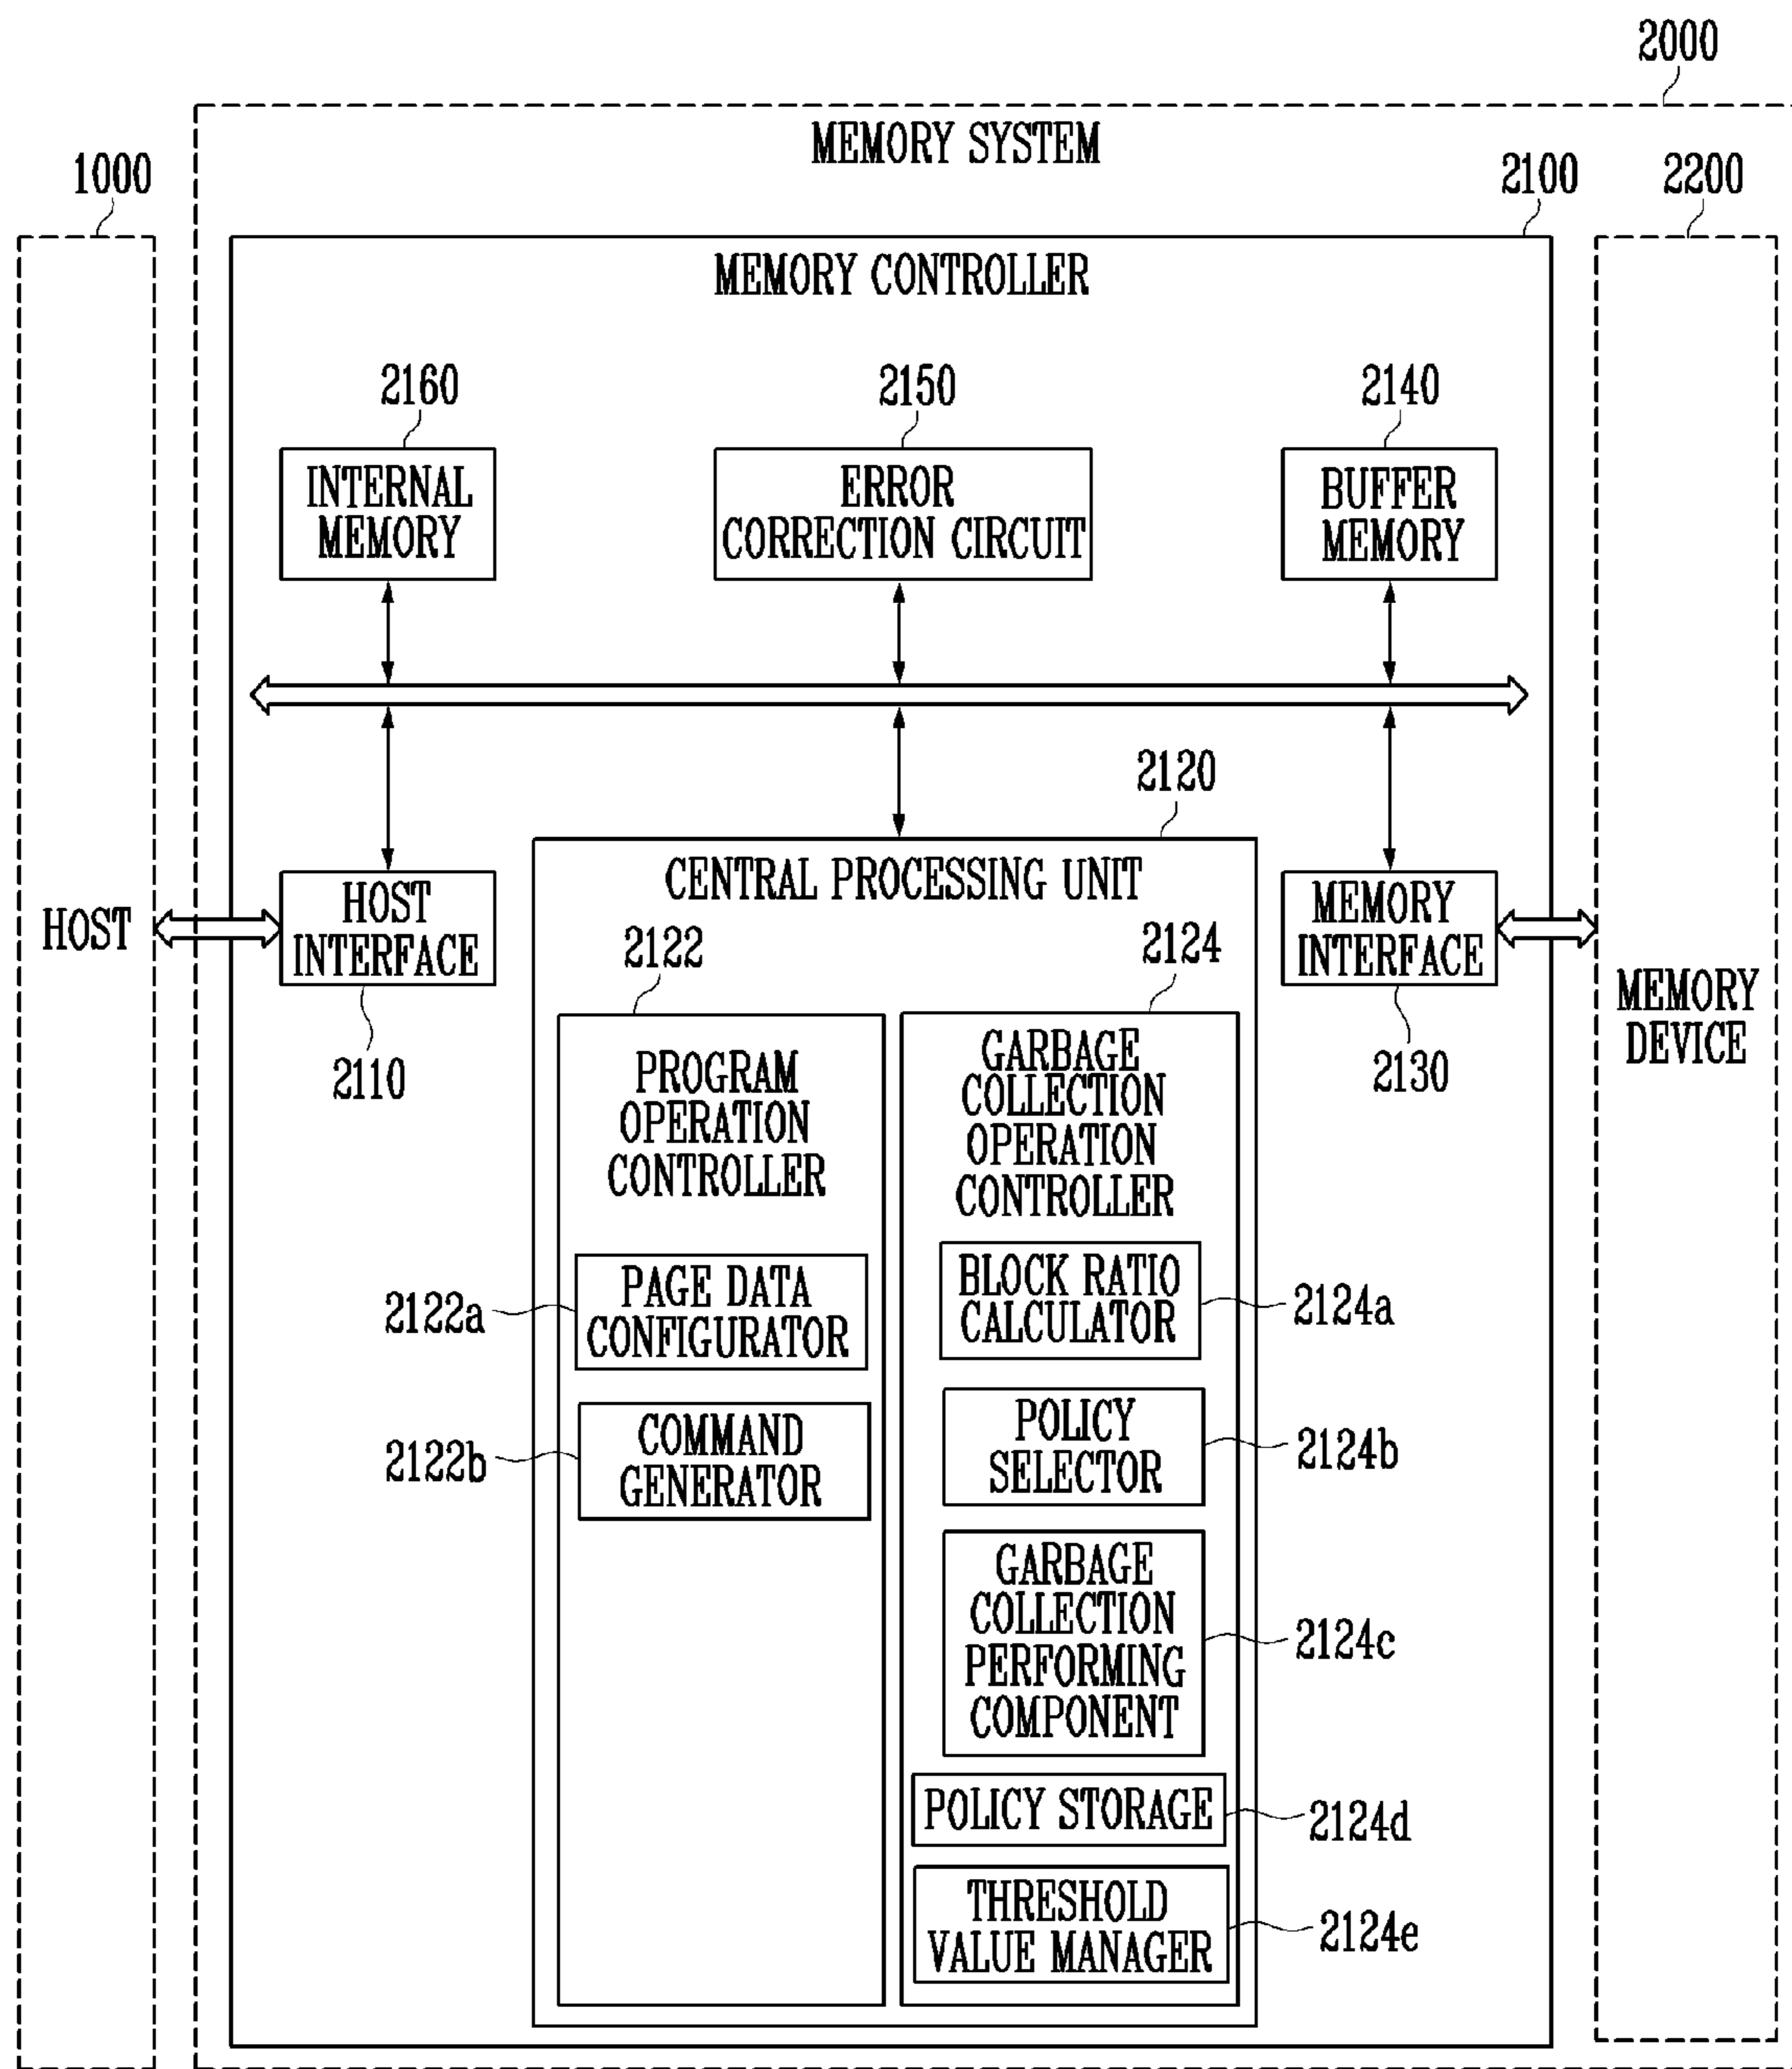 2000
MEMORY SYSTEM
1000
2100
2200
MEMORY CONTROLLER
2160
2150
2140
INTERNAL
MEMORY
ERROR
CORRECTION CIRCUIT
BUFFER
MEMORY
2120
CENTRAL PROCESSING UNIT
HOST
HOST
INTERFACE
2110
MEMORY
INTERFACE
2130
MEMORY
DEVICE
2122
2124
PROGRAM
OPERATION
CONTROLLER
2122a
PAGE DATA
CONFIGURATOR
2122b
COMMAND
GENERATOR
GARBAGE
COLLECTION
OPERATION
CONTROLLER
BLOCK RATIO
CALCULATOR
2124a
POLICY
SELECTOR
2124b
GARBAGE
COLLECTION
PERFORMING
COMPONENT
2124c
POLICY STORAGE
2124d
THRESHOLD
VALUE MANAGER
2124e